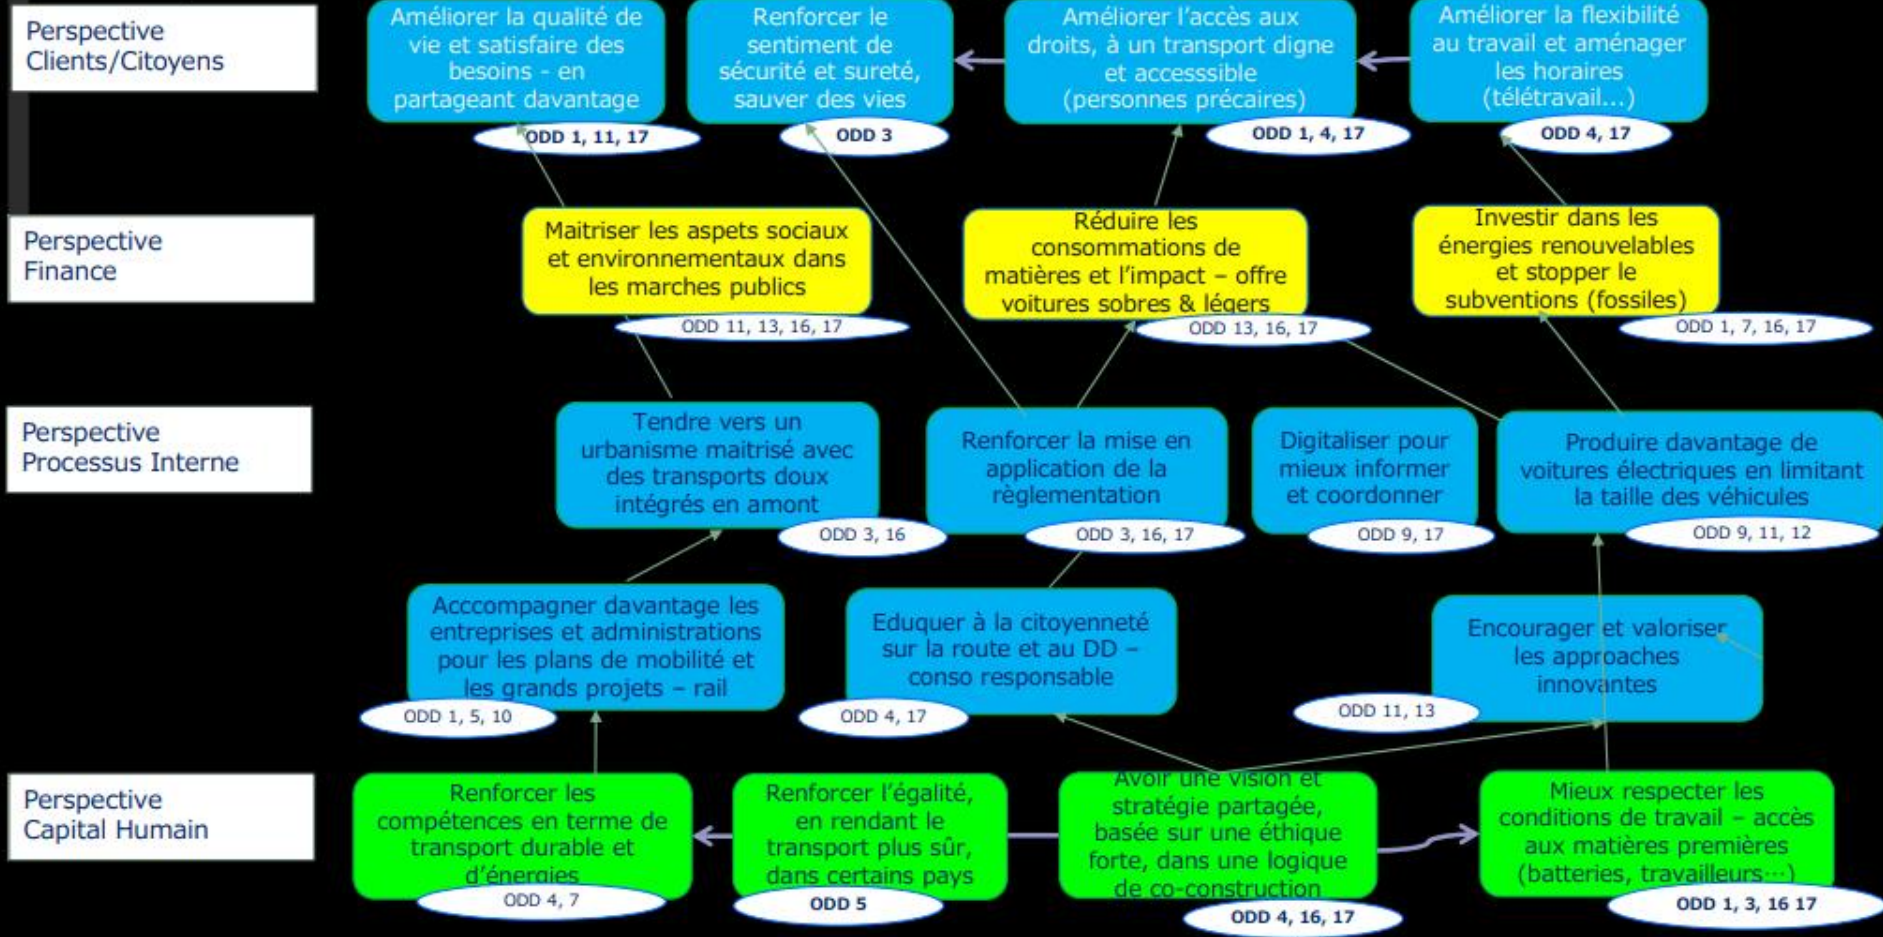 Perspective
Clients/Citoyens
Améliorer la qualité de
vie et satisfaire des
besoins - en
partageant davantage
ODD 1, 11, 17
Renforcer le
sentiment de
sécurité et sureté,
sauver des vies
ODD 3
Améliorer l'accès aux
droits, à un transport digne
et accesssible
(personnes précaires)
ODD 1, 4, 17
Améliorer la flexibilité
au travail et aménager
les horaires
(télétravail...)
ODD 4, 17
Perspective
Finance
Maitriser les aspets sociaux
et environnementaux dans
les marches publics
ODD 11, 13, 16, 17
Réduire les
consommations de
matières et l'impact – offre
voitures sobres & légers
ODD 13, 16, 17
Investir dans les
énergies renouvelables
et stopper le
subventions (fossiles)
ODD 1, 7, 16, 17
Perspective
Processus Interne
Tendre vers un
urbanisme maitrisé avec
des transports doux
intégrés en amont
ODD 3, 16
Renforcer la mise en
application de la
règlementation
ODD 3, 16, 17
Digitaliser pour
mieux informer
et coordonner
ODD 9, 17
Produire davantage de
voitures électriques en limitant
la taille des véhicules
ODD 9, 11, 12
Acccompagner davantage les
entreprises et administrations
pour les plans de mobilité et
les grands projets – rail
ODD 1, 5, 10
Eduquer à la citoyenneté
sur la route et au DD –
conso responsable
ODD 4, 17
Encourager et valoriser
les approaches
innovantes
ODD 11, 13
Perspective
Capital Humain
Renforcer les
compétences en terme de
transport durable et
d'énergies
ODD 4, 7
Renforcer l'égalité,
en rendant le
transport plus sûr,
dans certains pays
ODD 5
Avoir une vision et
stratégie partagée,
basée sur une éthique
forte, dans une logique
de co-construction
ODD 4, 16, 17
Mieux respecter les
conditions de travail – accès
aux matières premières
(batteries, travailleurs…)
ODD 1, 3, 16 17